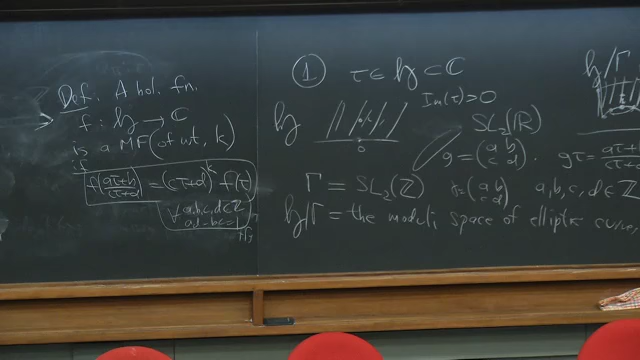 Def. A hol. fn.
f: 𝔥 → ℂ
is a MF (of wt. k)
if
f((aτ+b)/(cτ+d)) = (cτ+d)^k f(τ)
∀ a,b,c,d ∈ ℤ
ad-bc=1
① τ ∈ 𝔥 ⊂ ℂ
Im(τ)>0
𝔥
0
SL₂(ℝ)
g = (a b
c d) . gτ = aτ+b
cτ+d
Γ = SL₂(ℤ) γ = (a b
c d) a,b,c,d ∈ ℤ
𝔥/Γ = the moduli space of elliptic curves,
𝔥/Γ